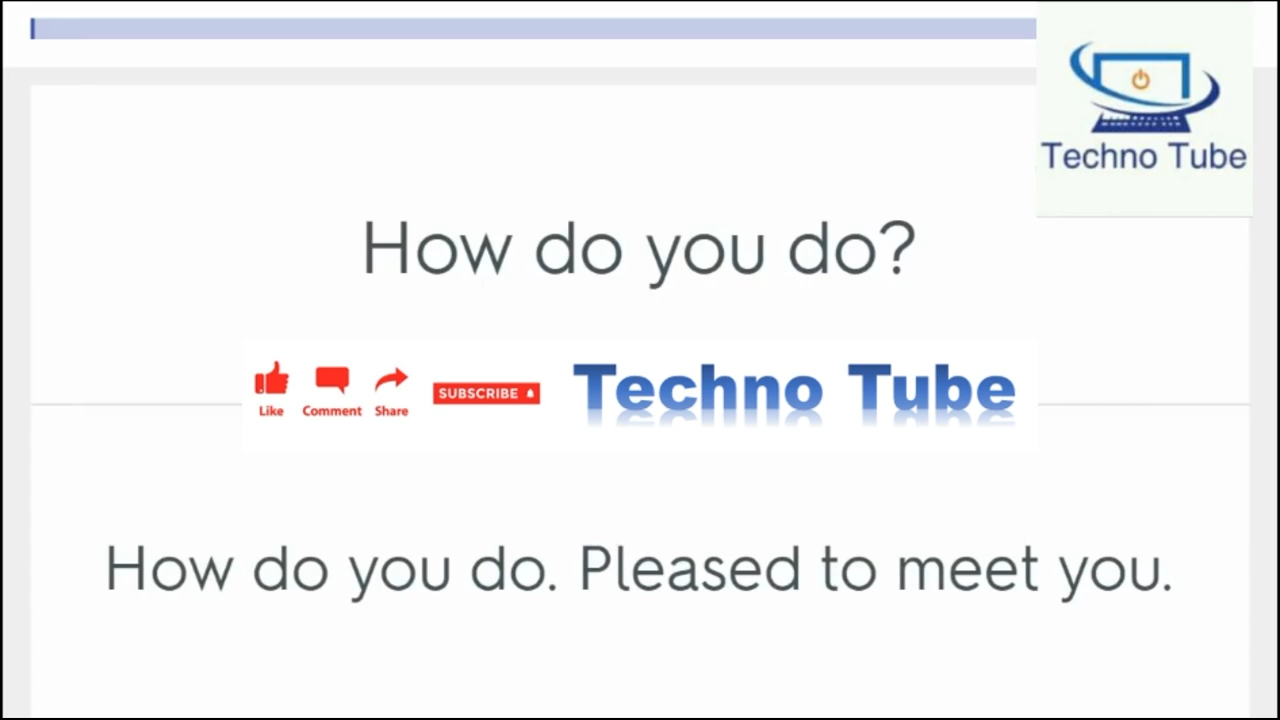 Techno Tube
How do you do?
Like Comment Share SUBSCRIBE Techno Tube
How do you do. Pleased to meet you.